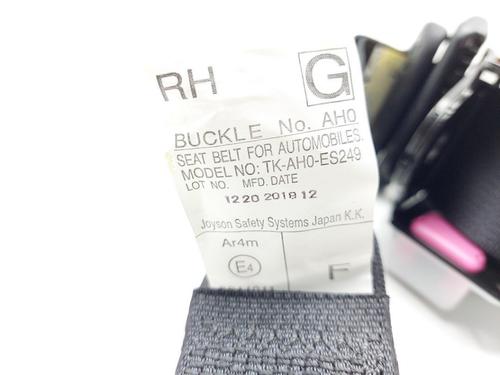 RH G
BUCKLE No. AH0
SEAT BELT FOR AUTOMOBILES.
MODEL NO: TK-AH0-ES249
LOT NO. MFD. DATE
1220 2018 12
Joyson Safety Systems Japan K.K.
Ar4m
E4 F